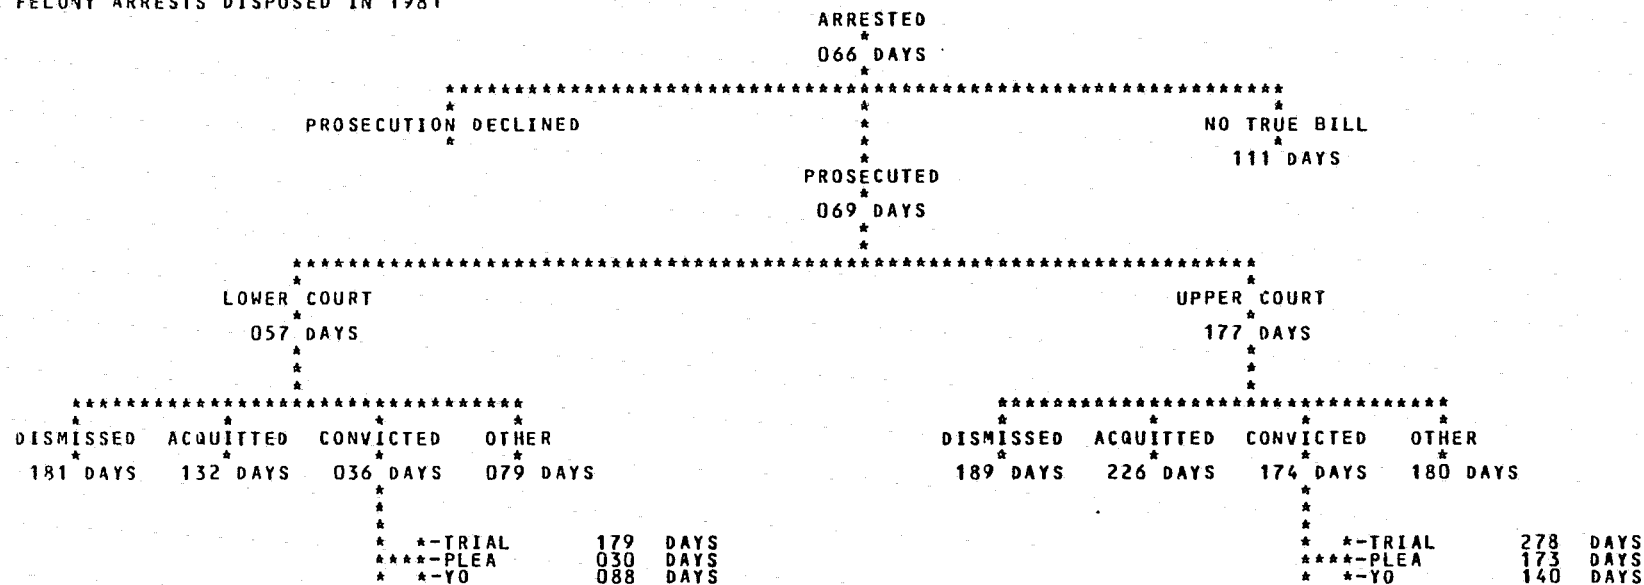 FELONY ARRESTS DISPOSED IN 1981
ARRESTED
066 DAYS
PROSECUTION DECLINED
NO TRUE BILL
111 DAYS
PROSECUTED
069 DAYS
LOWER COURT
UPPER COURT
057 DAYS
177 DAYS
DISMISSED ACQUITTED CONVICTED OTHER DISMISSED ACQUITTED CONVICTED OTHER
181 DAYS 132 DAYS 036 DAYS 079 DAYS 189 DAYS 226 DAYS 174 DAYS 180 DAYS
* *-TRIAL 179 DAYS * *-TRIAL 278 DAYS
****-PLEA 030 DAYS ****-PLEA 173 DAYS
* *-YO 088 DAYS * *-YO 140 DAYS